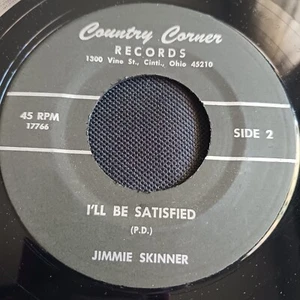 Country Corner
RECORDS
1300 Vine St., Cinti., Ohio 45210
45 RPM
17766
SIDE 2
I'LL BE SATISFIED
(P.D.)
JIMMIE SKINNER